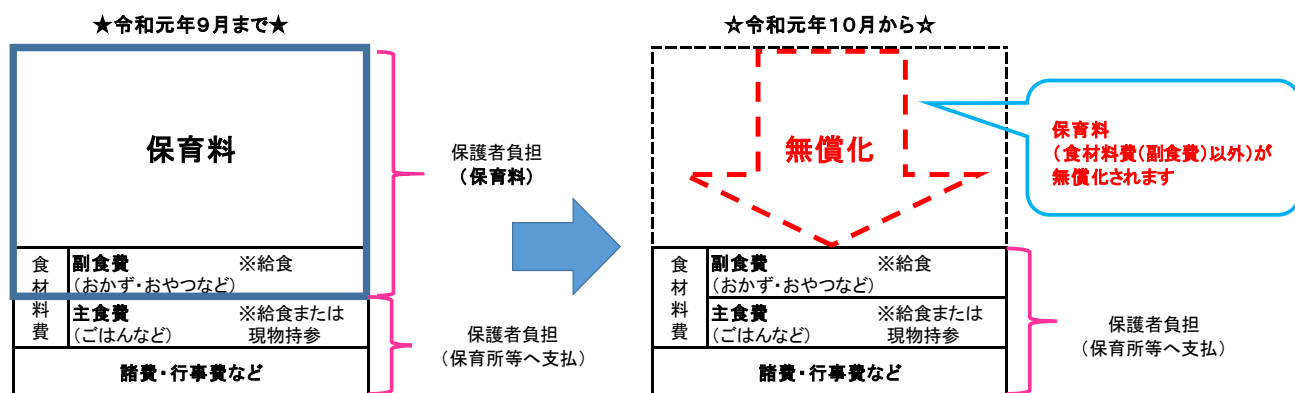 ★令和元年9月まで★
保育料
食材料費
副食費 ※給食
(おかず・おやつなど)
主食費 ※給食または
(ごはんなど) 現物持参
諸費・行事費など
保護者負担
(保育料)
保護者負担
(保育所等へ支払)
☆令和元年10月から☆
無償化
保育料
(食材料費(副食費)以外)が
無償化されます
食材料費
副食費 ※給食
(おかず・おやつなど)
主食費 ※給食または
(ごはんなど) 現物持参
諸費・行事費など
保護者負担
(保育所等へ支払)